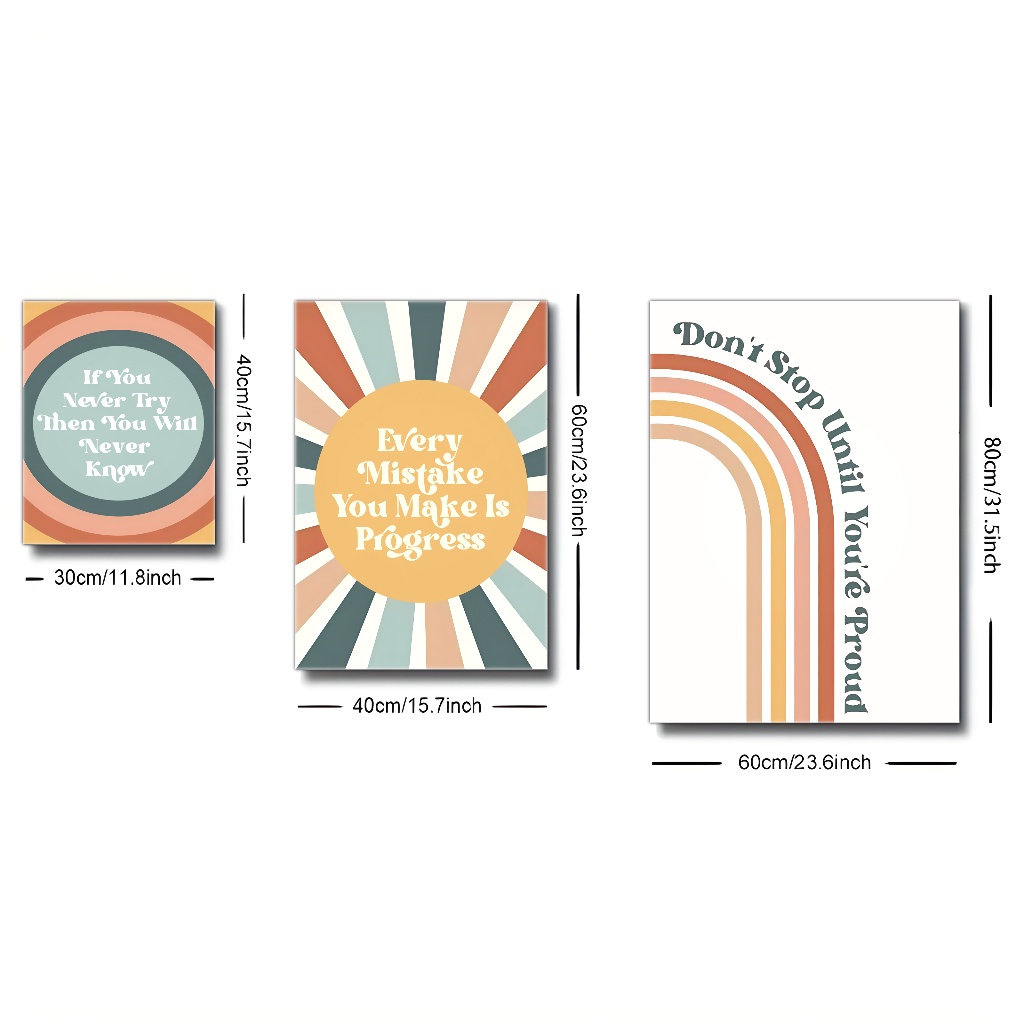 If You
Never Try
Then You Will
Never
Know
40cm/15.7inch
30cm/11.8inch
Every
Mistake
You Make Is
Progress
60cm/23.6inch
40cm/15.7inch
Don't Stop Until You're Proud
80cm/31.5inch
60cm/23.6inch